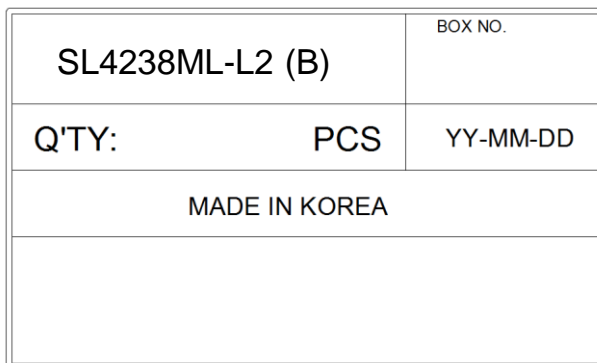 SL4238ML-L2 (B)
BOX NO.
Q'TY: PCS
YY-MM-DD
MADE IN KOREA